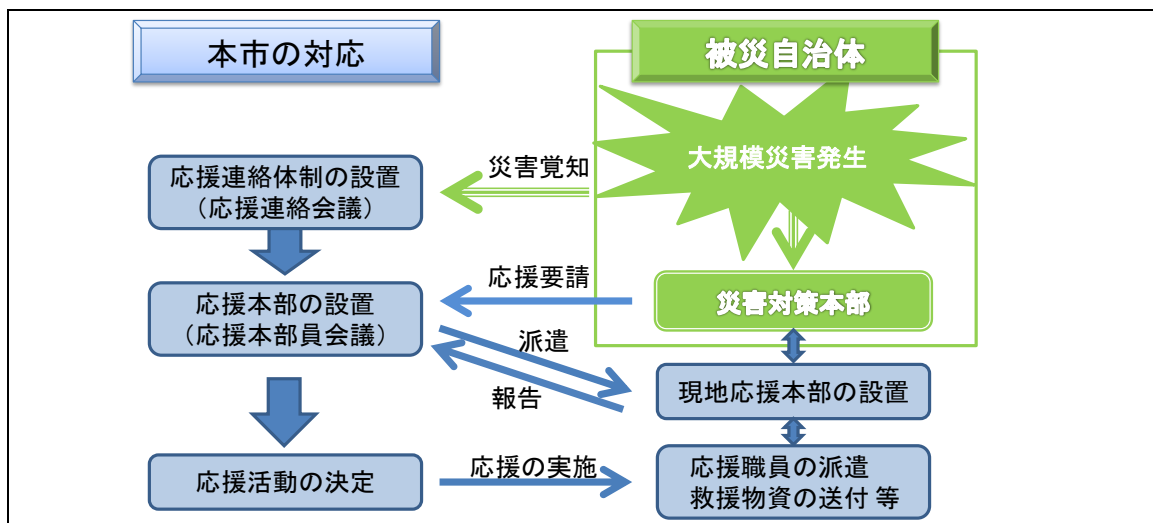 本市の対応
被災自治体
大規模災害発生
災害覚知
応援連絡体制の設置
（応援連絡会議）
応援要請
災害対策本部
応援本部の設置
（応援本部員会議）
派遣
報告
現地応援本部の設置
応援活動の決定
応援の実施
応援職員の派遣
救援物資の送付 等